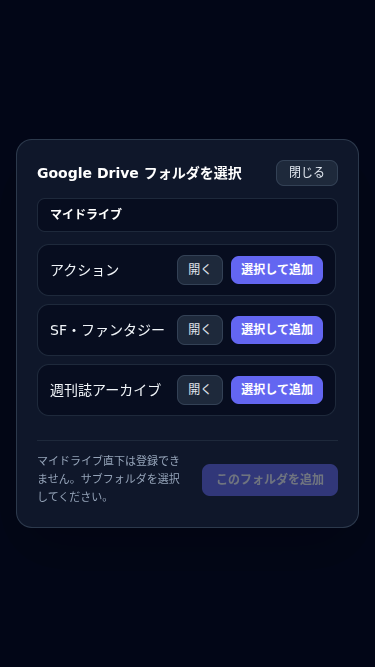 Google Drive フォルダを選択
閉じる
マイドライブ
アクション
開く
選択して追加
SF・ファンタジー
開く
選択して追加
週刊誌アーカイブ
開く
選択して追加
マイドライブ直下は登録でき
ません。サブフォルダを選択
してください。
このフォルダを追加